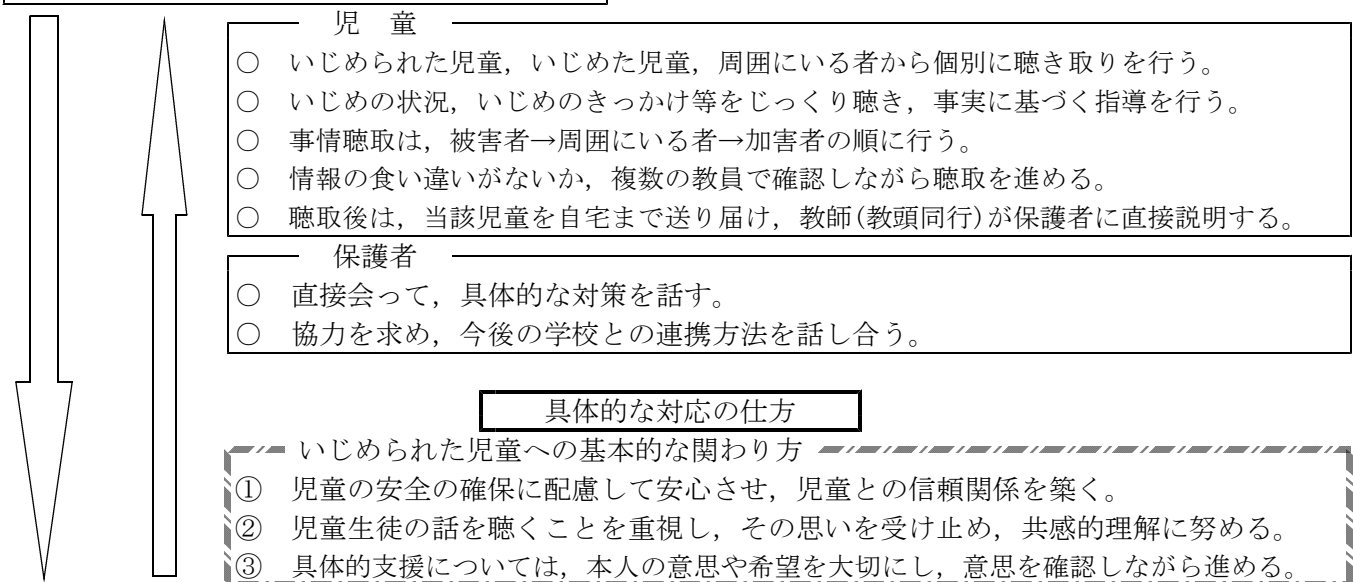 児 童
○ いじめられた児童，いじめた児童，周囲にいる者から個別に聴き取りを行う。
○ いじめの状況，いじめのきっかけ等をじっくり聴き，事実に基づく指導を行う。
○ 事情聴取は，被害者→周囲にいる者→加害者の順に行う。
○ 情報の食い違いがないか，複数の教員で確認しながら聴取を進める。
○ 聴取後は，当該児童を自宅まで送り届け，教師(教頭同行)が保護者に直接説明する。
保護者
○ 直接会って，具体的な対策を話す。
○ 協力を求め，今後の学校との連携方法を話し合う。
具体的な対応の仕方
いじめられた児童への基本的な関わり方
① 児童の安全の確保に配慮して安心させ，児童との信頼関係を築く。
② 児童生徒の話を聴くことを重視し，その思いを受け止め，共感的理解に努める。
③ 具体的支援については，本人の意思や希望を大切にし，意思を確認しながら進める。